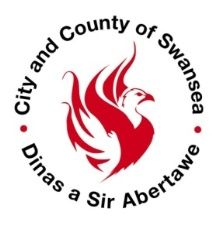 City and County of Swansea
Dinas a Sir Abertawe